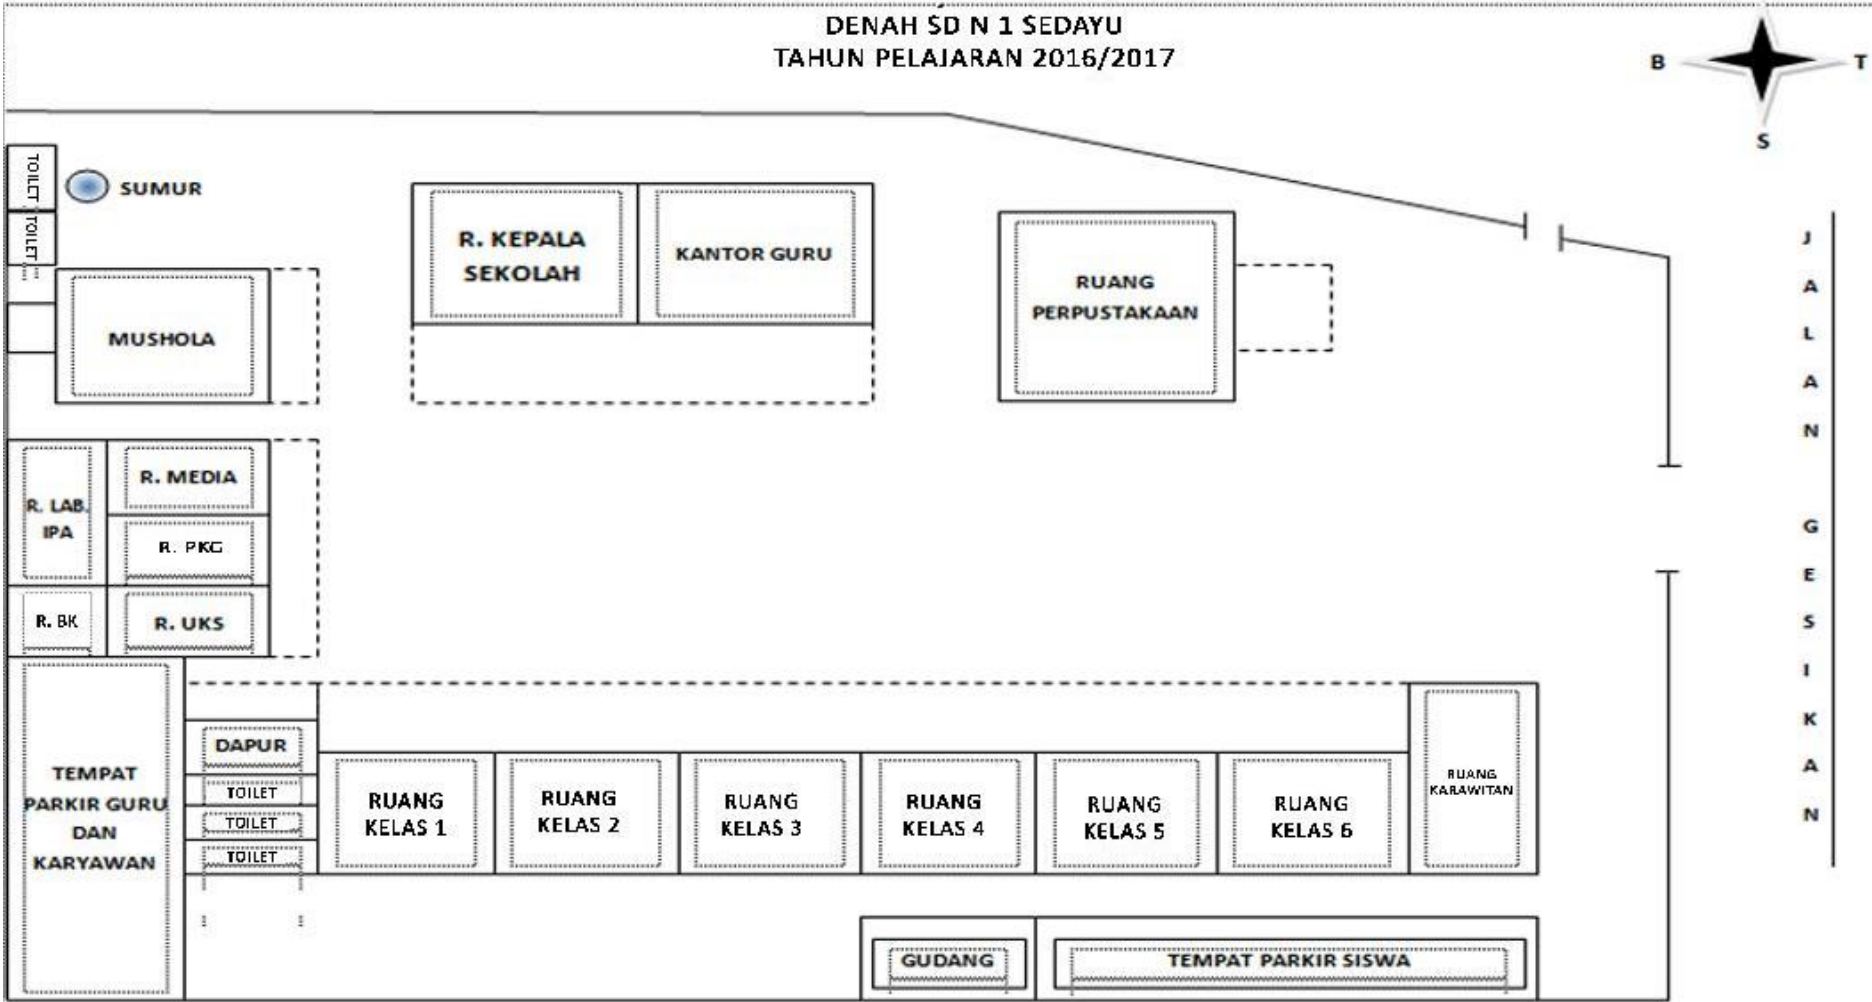 DENAH SD N 1 SEDAYU
TAHUN PELAJARAN 2016/2017
B
T
S
TOILET
SUMUR
TOILET
R. KEPALA
SEKOLAH
KANTOR GURU
RUANG
PERPUSTAKAAN
MUSHOLA
R. LAB.
IPA
R. MEDIA
R. PKG
R. BK
R. UKS
TEMPAT
PARKIR GURU
DAN
KARYAWAN
DAPUR
TOILET
TOILET
TOILET
RUANG
KELAS 1
RUANG
KELAS 2
RUANG
KELAS 3
RUANG
KELAS 4
RUANG
KELAS 5
RUANG
KELAS 6
RUANG
KARAWITAN
GUDANG
TEMPAT PARKIR SISWA
JALAN GESIKAN